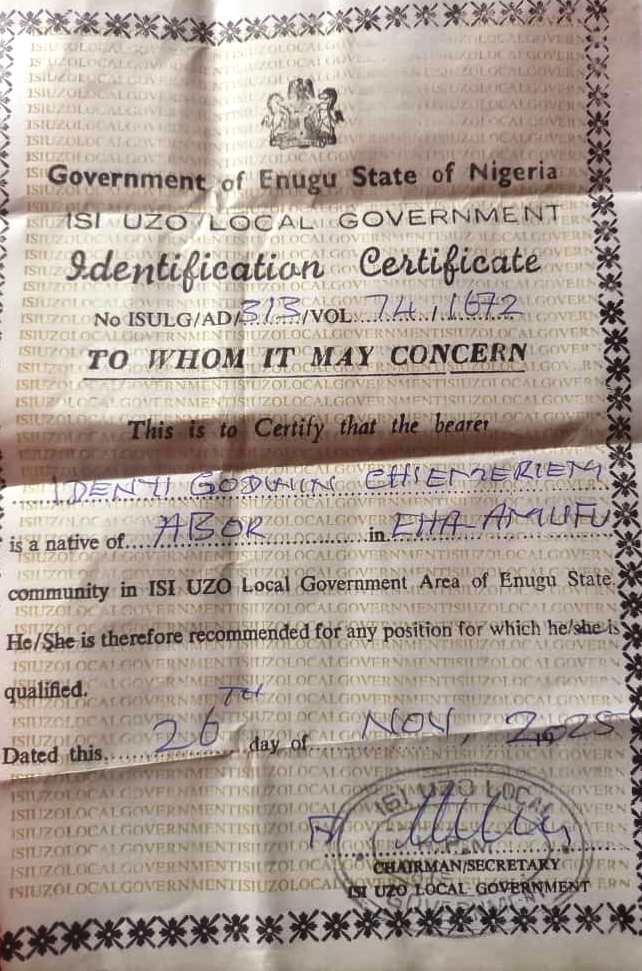 Government of Enugu State of Nigeria
ISI UZO LOCAL GOVERNMENT
Identification Certificate
No ISULG/AD/313/VOL 74/1672
TO WHOM IT MAY CONCERN
This is to Certify that the bearer
IDENYI GODWIN CHIEMERIEM
is a native of ABOR in EHA-AMUFU
community in ISI UZO Local Government Area of Enugu State.
He/She is therefore recommended for any position for which he/she is
qualified.
Dated this 26TH day of NOV, 2025
ISI UZO LOCAL
CHAIRMAN/SECRETARY
ISI UZO LOCAL GOVERNMENT